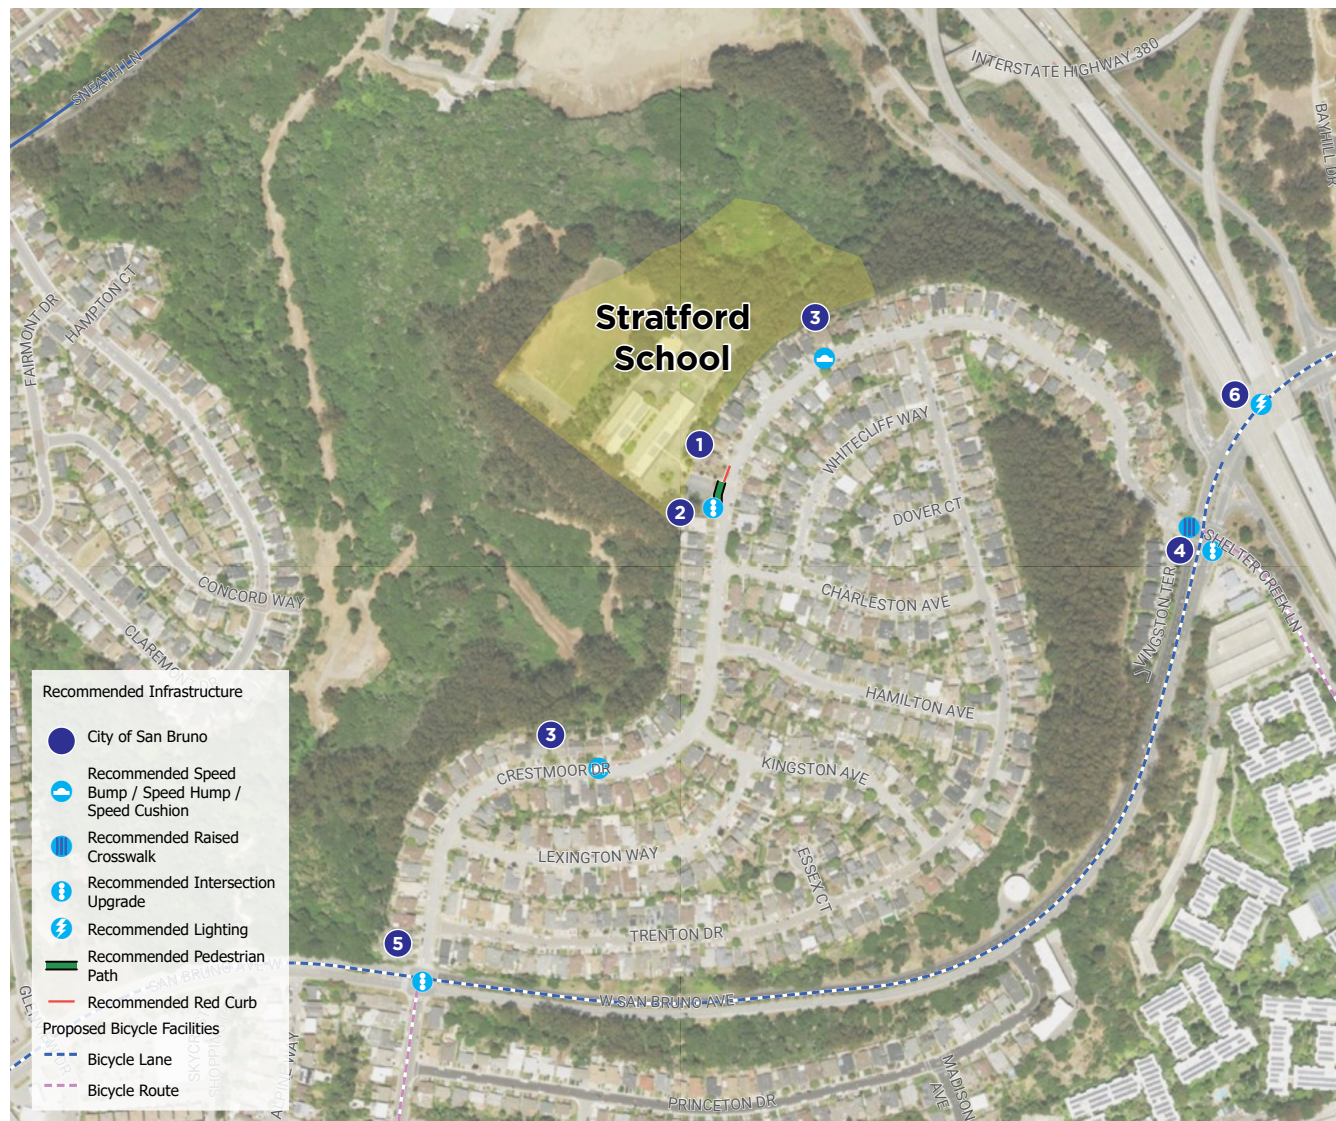 SNEATH LN
INTERSTATE HIGHWAY 380
BAYHILL DR
HAMPTON CT
FAIRMONT DR
Stratford
School
3
6
1
WHITECLIFF WAY
2
DOVER CT
4
SHELTER CREEK LN
CONCORD WAY
CHARLESTON AVE
LIVINGSTON TER
HAMILTON AVE
3
CRESTMOOR DR
KINGSTON AVE
LEXINGTON WAY
ESSEX CT
TRENTON DR
5
SAN BRUNO AVE W
W SAN BRUNO AVE
PRINCETON DR
MADISON
AVE
Recommended Infrastructure
City of San Bruno
Recommended Speed
Bump / Speed Hump /
Speed Cushion
Recommended Raised
Crosswalk
Recommended Intersection
Upgrade
Recommended Lighting
Recommended Pedestrian
Path
Recommended Red Curb
Proposed Bicycle Facilities
Bicycle Lane
Bicycle Route